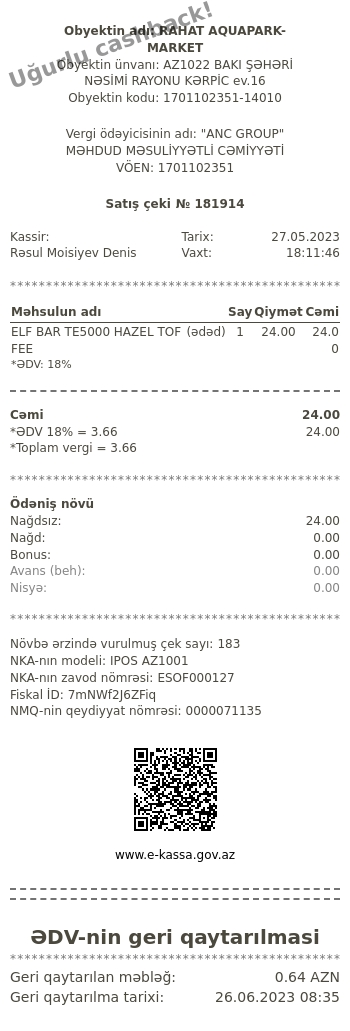 Uğurlu cashback!
Obyektin adı: RAHAT AQUAPARK-
MARKET
Obyektin ünvanı: AZ1022 BAKI ŞƏHƏRİ
NƏSİMİ RAYONU KƏRPİC ev.16
Obyektin kodu: 1701102351-14010
Vergi ödəyicisinin adı: "ANC GROUP"
MƏHDUD MƏSULİYYƏTLİ CƏMİYYƏTİ
VÖEN: 1701102351
Satış çeki № 181914
Kassir: Tarix: 27.05.2023
Rəsul Moisiyev Denis Vaxt: 18:11:46
**********************************************
Məhsulun adı Say Qiymət Cəmi
ELF BAR TE5000 HAZEL TOF (ədəd) 1 24.00 24.0
FEE 0
*ƏDV: 18%
Cəmi 24.00
*ƏDV 18% = 3.66 24.00
*Toplam vergi = 3.66
**********************************************
Ödəniş növü
Nağdsız: 24.00
Nağd: 0.00
Bonus: 0.00
Avans (beh): 0.00
Nisyə: 0.00
**********************************************
Növbə ərzində vurulmuş çek sayı: 183
NKA-nın modeli: IPOS AZ1001
NKA-nın zavod nömrəsi: ESOF000127
Fiskal İD: 7mNWf2J6ZFiq
NMQ-nin qeydiyyat nömrəsi: 0000071135
www.e-kassa.gov.az
ƏDV-nin geri qaytarılması
**********************************************
Geri qaytarılan məbləğ: 0.64 AZN
Geri qaytarılma tarixi: 26.06.2023 08:35